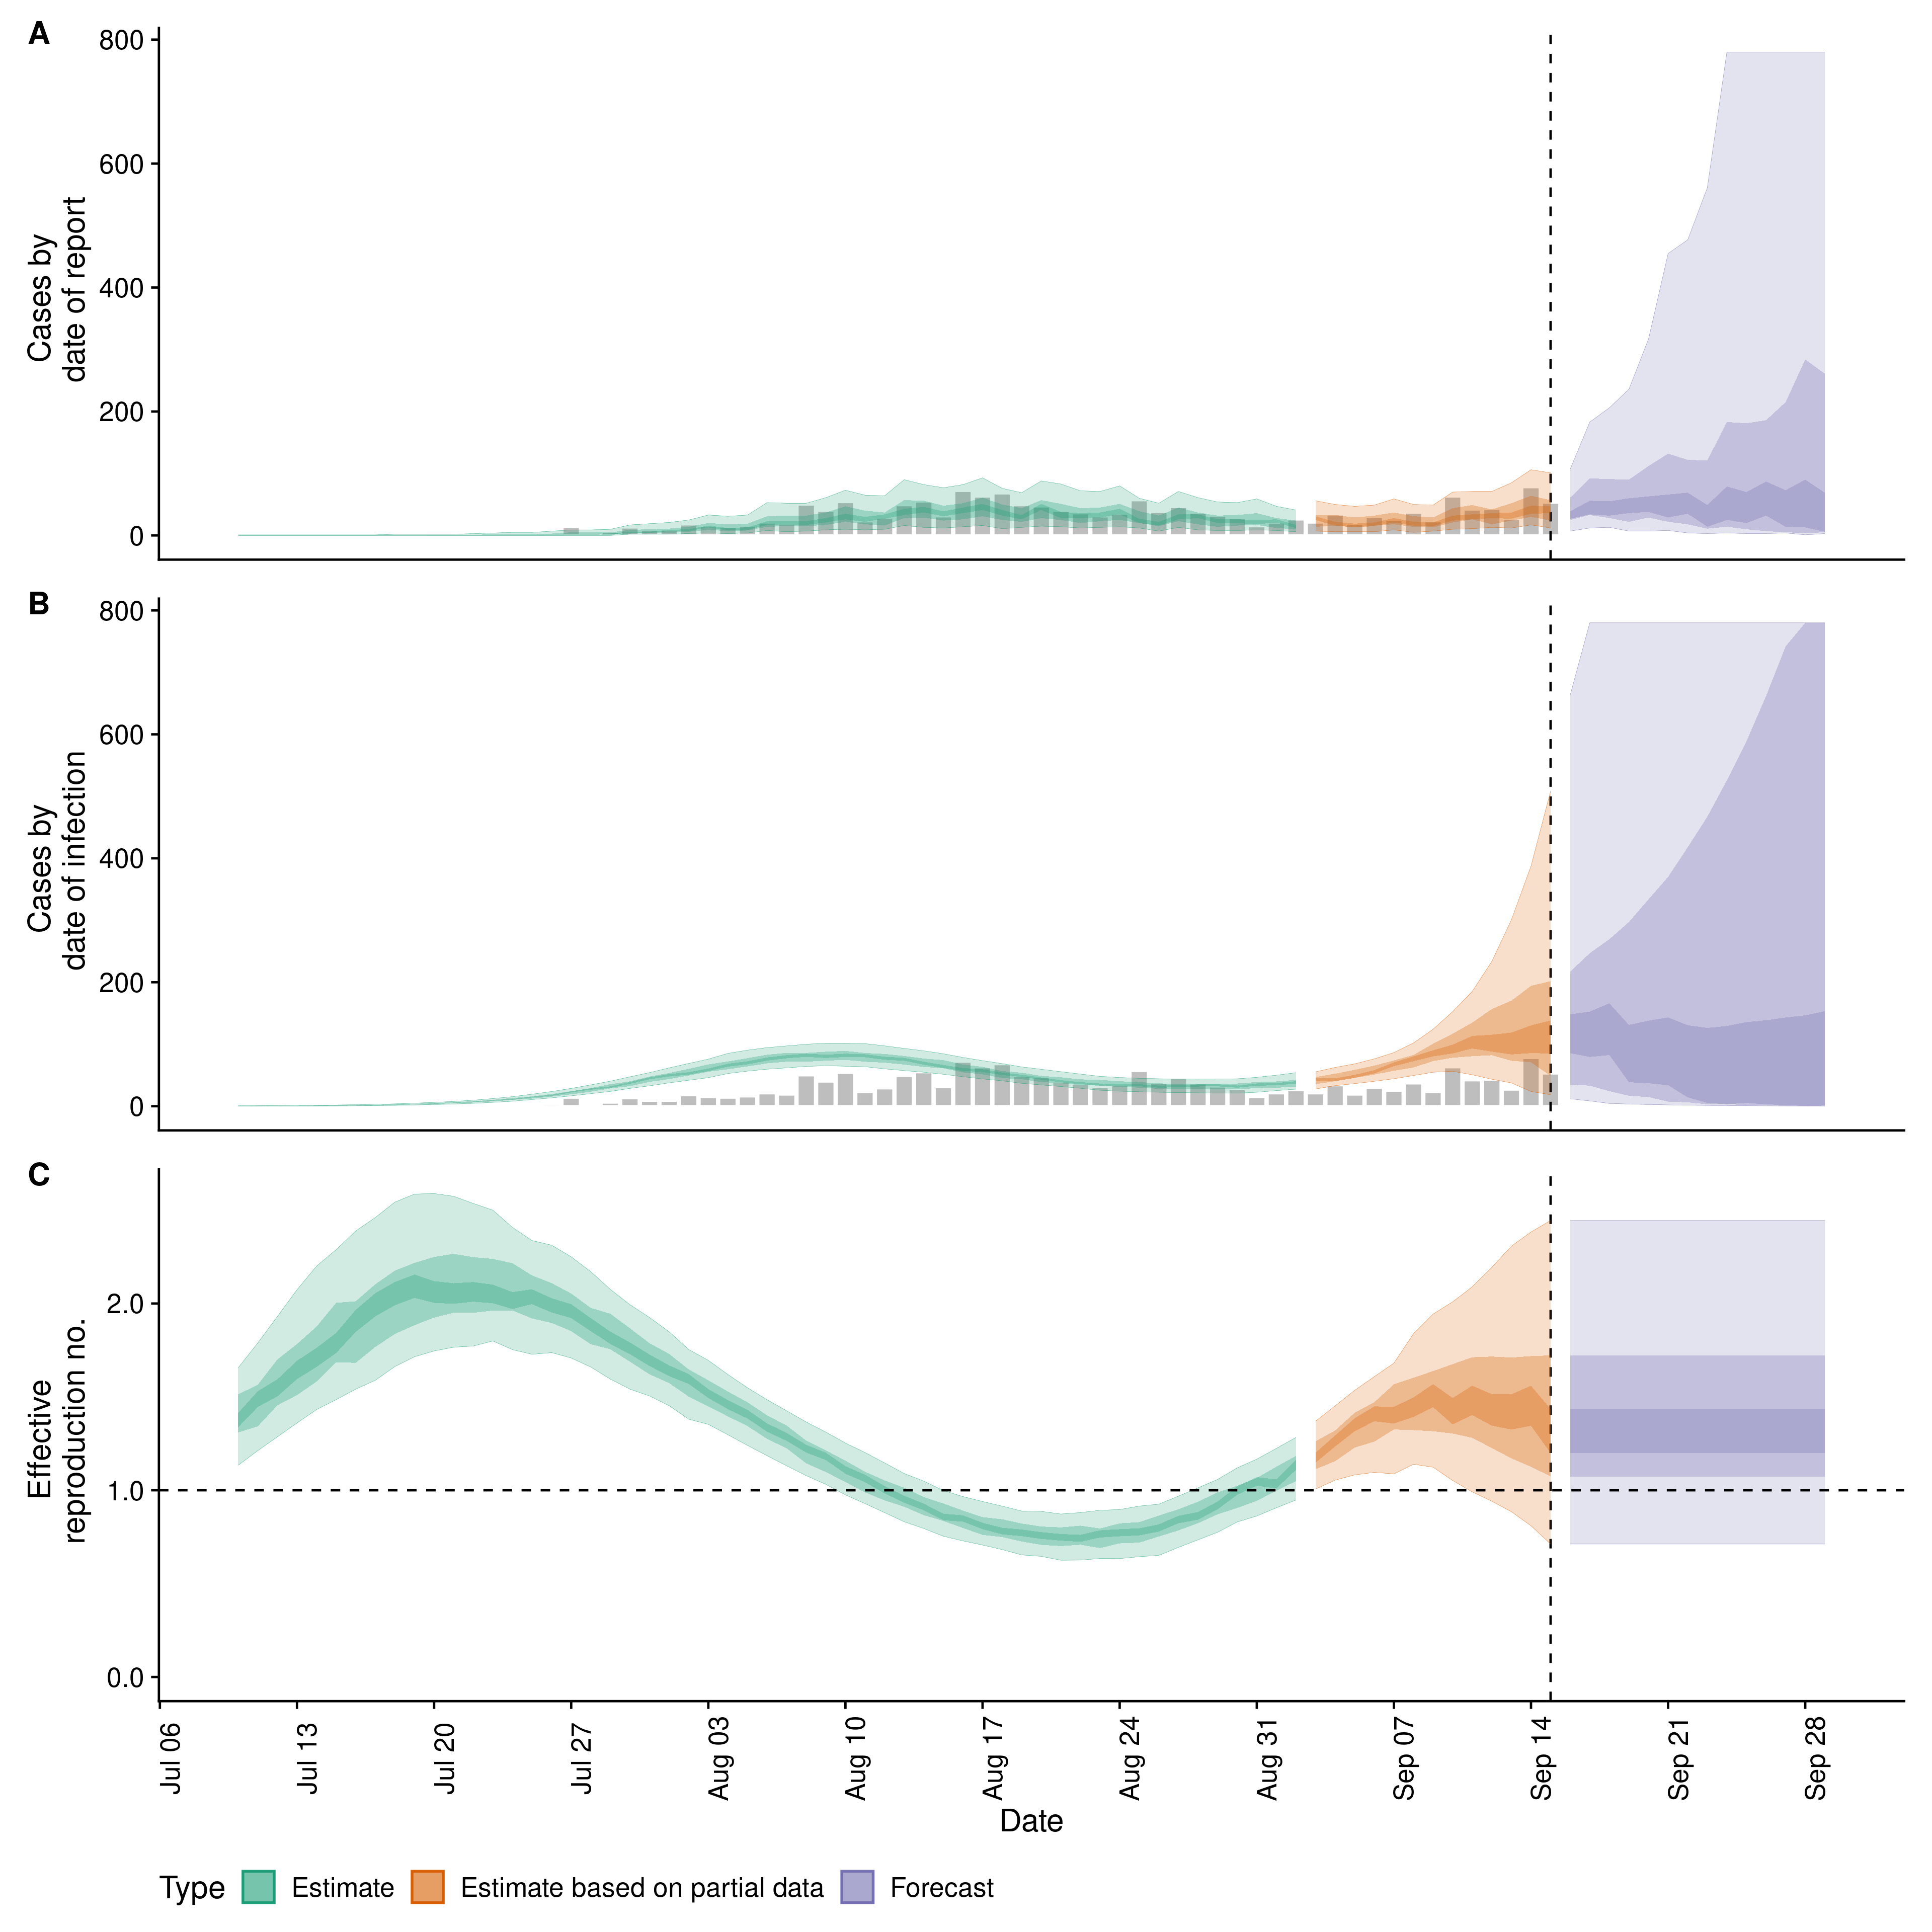 A
800
600
400
200
0
Cases by
date of report
B
800
600
400
200
0
Cases by
date of infection
C
2.0
1.0
0.0
Effective
reproduction no.
Jul 06
Jul 13
Jul 20
Jul 27
Aug 03
Aug 10
Aug 17
Aug 24
Aug 31
Sep 07
Sep 14
Sep 21
Sep 28
Date
Type Estimate Estimate based on partial data Forecast